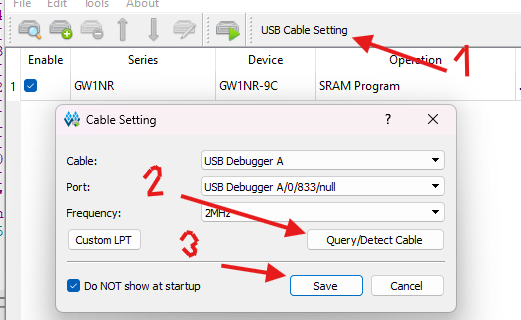 File Edit Tools About
USB Cable Setting
1
Enable Series Device Operation
1 GW1NR GW1NR-9C SRAM Program
Cable Setting ? ×
Cable: USB Debugger A
2
Port: USB Debugger A/0/833/null
Frequency: 2MHz
Custom LPT Query/Detect Cable
3
Do NOT show at startup Save Cancel